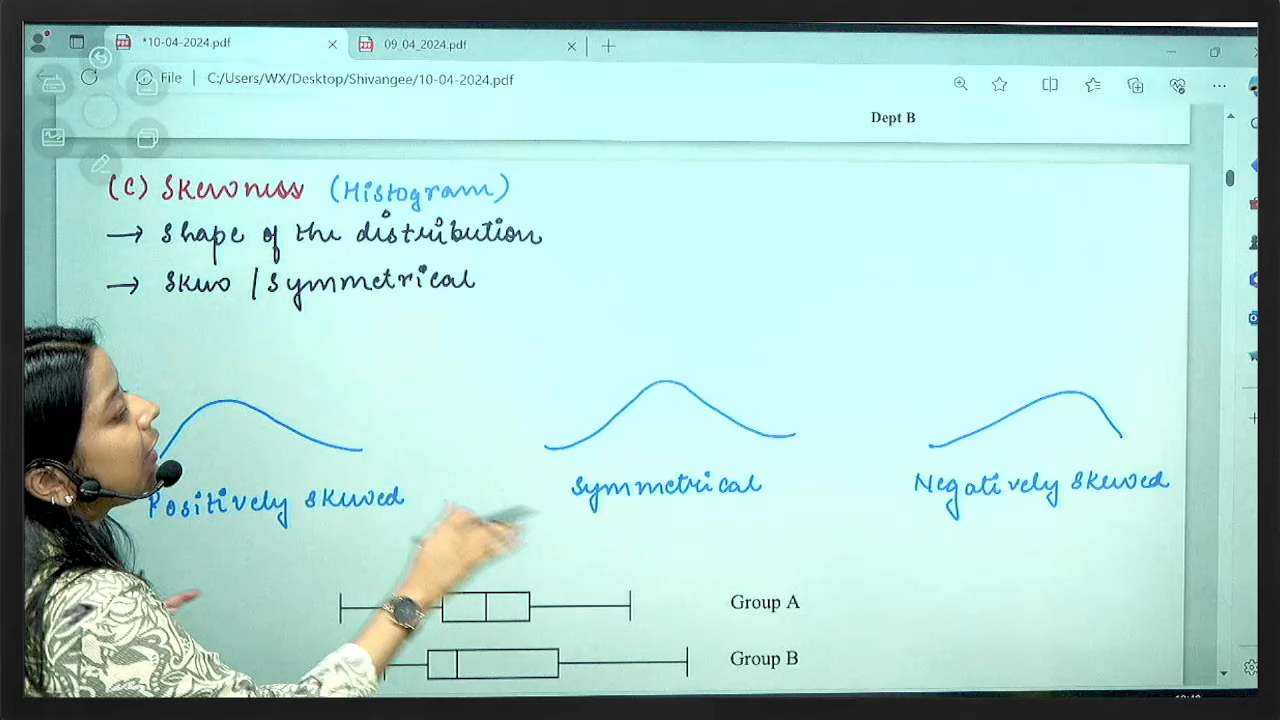 *10-04-2024.pdf
09_04_2024.pdf
File
C:/Users/WX/Desktop/Shivangee/10-04-2024.pdf
Dept B
(C) Skewness (Histogram)
→ Shape of the distribution
→ Skew / Symmetrical
Positively skewed
Symmetrical
Negatively skewed
Group A
Group B